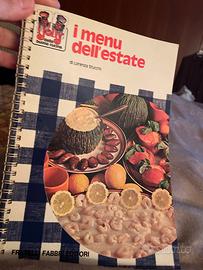 i menu
dell'estate
di Lorenza Stucchi
FRATELLI FABBRI EDITORI